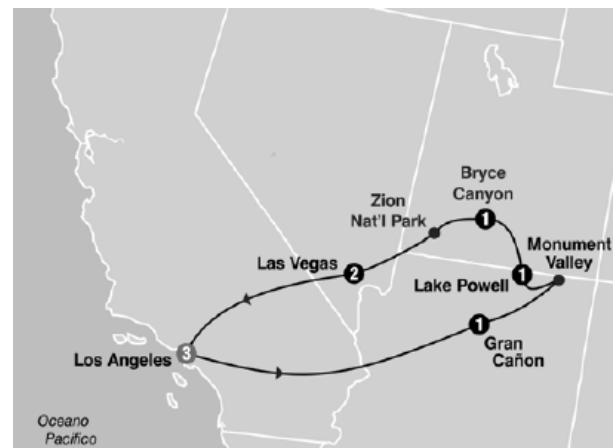 Bryce
Canyon
1
Zion
Nat'l Park
Monument
Valley
Las Vegas
2
Lake Powell
1
1
Gran
Cañon
Los Angeles
3
Oceano
Pacifico